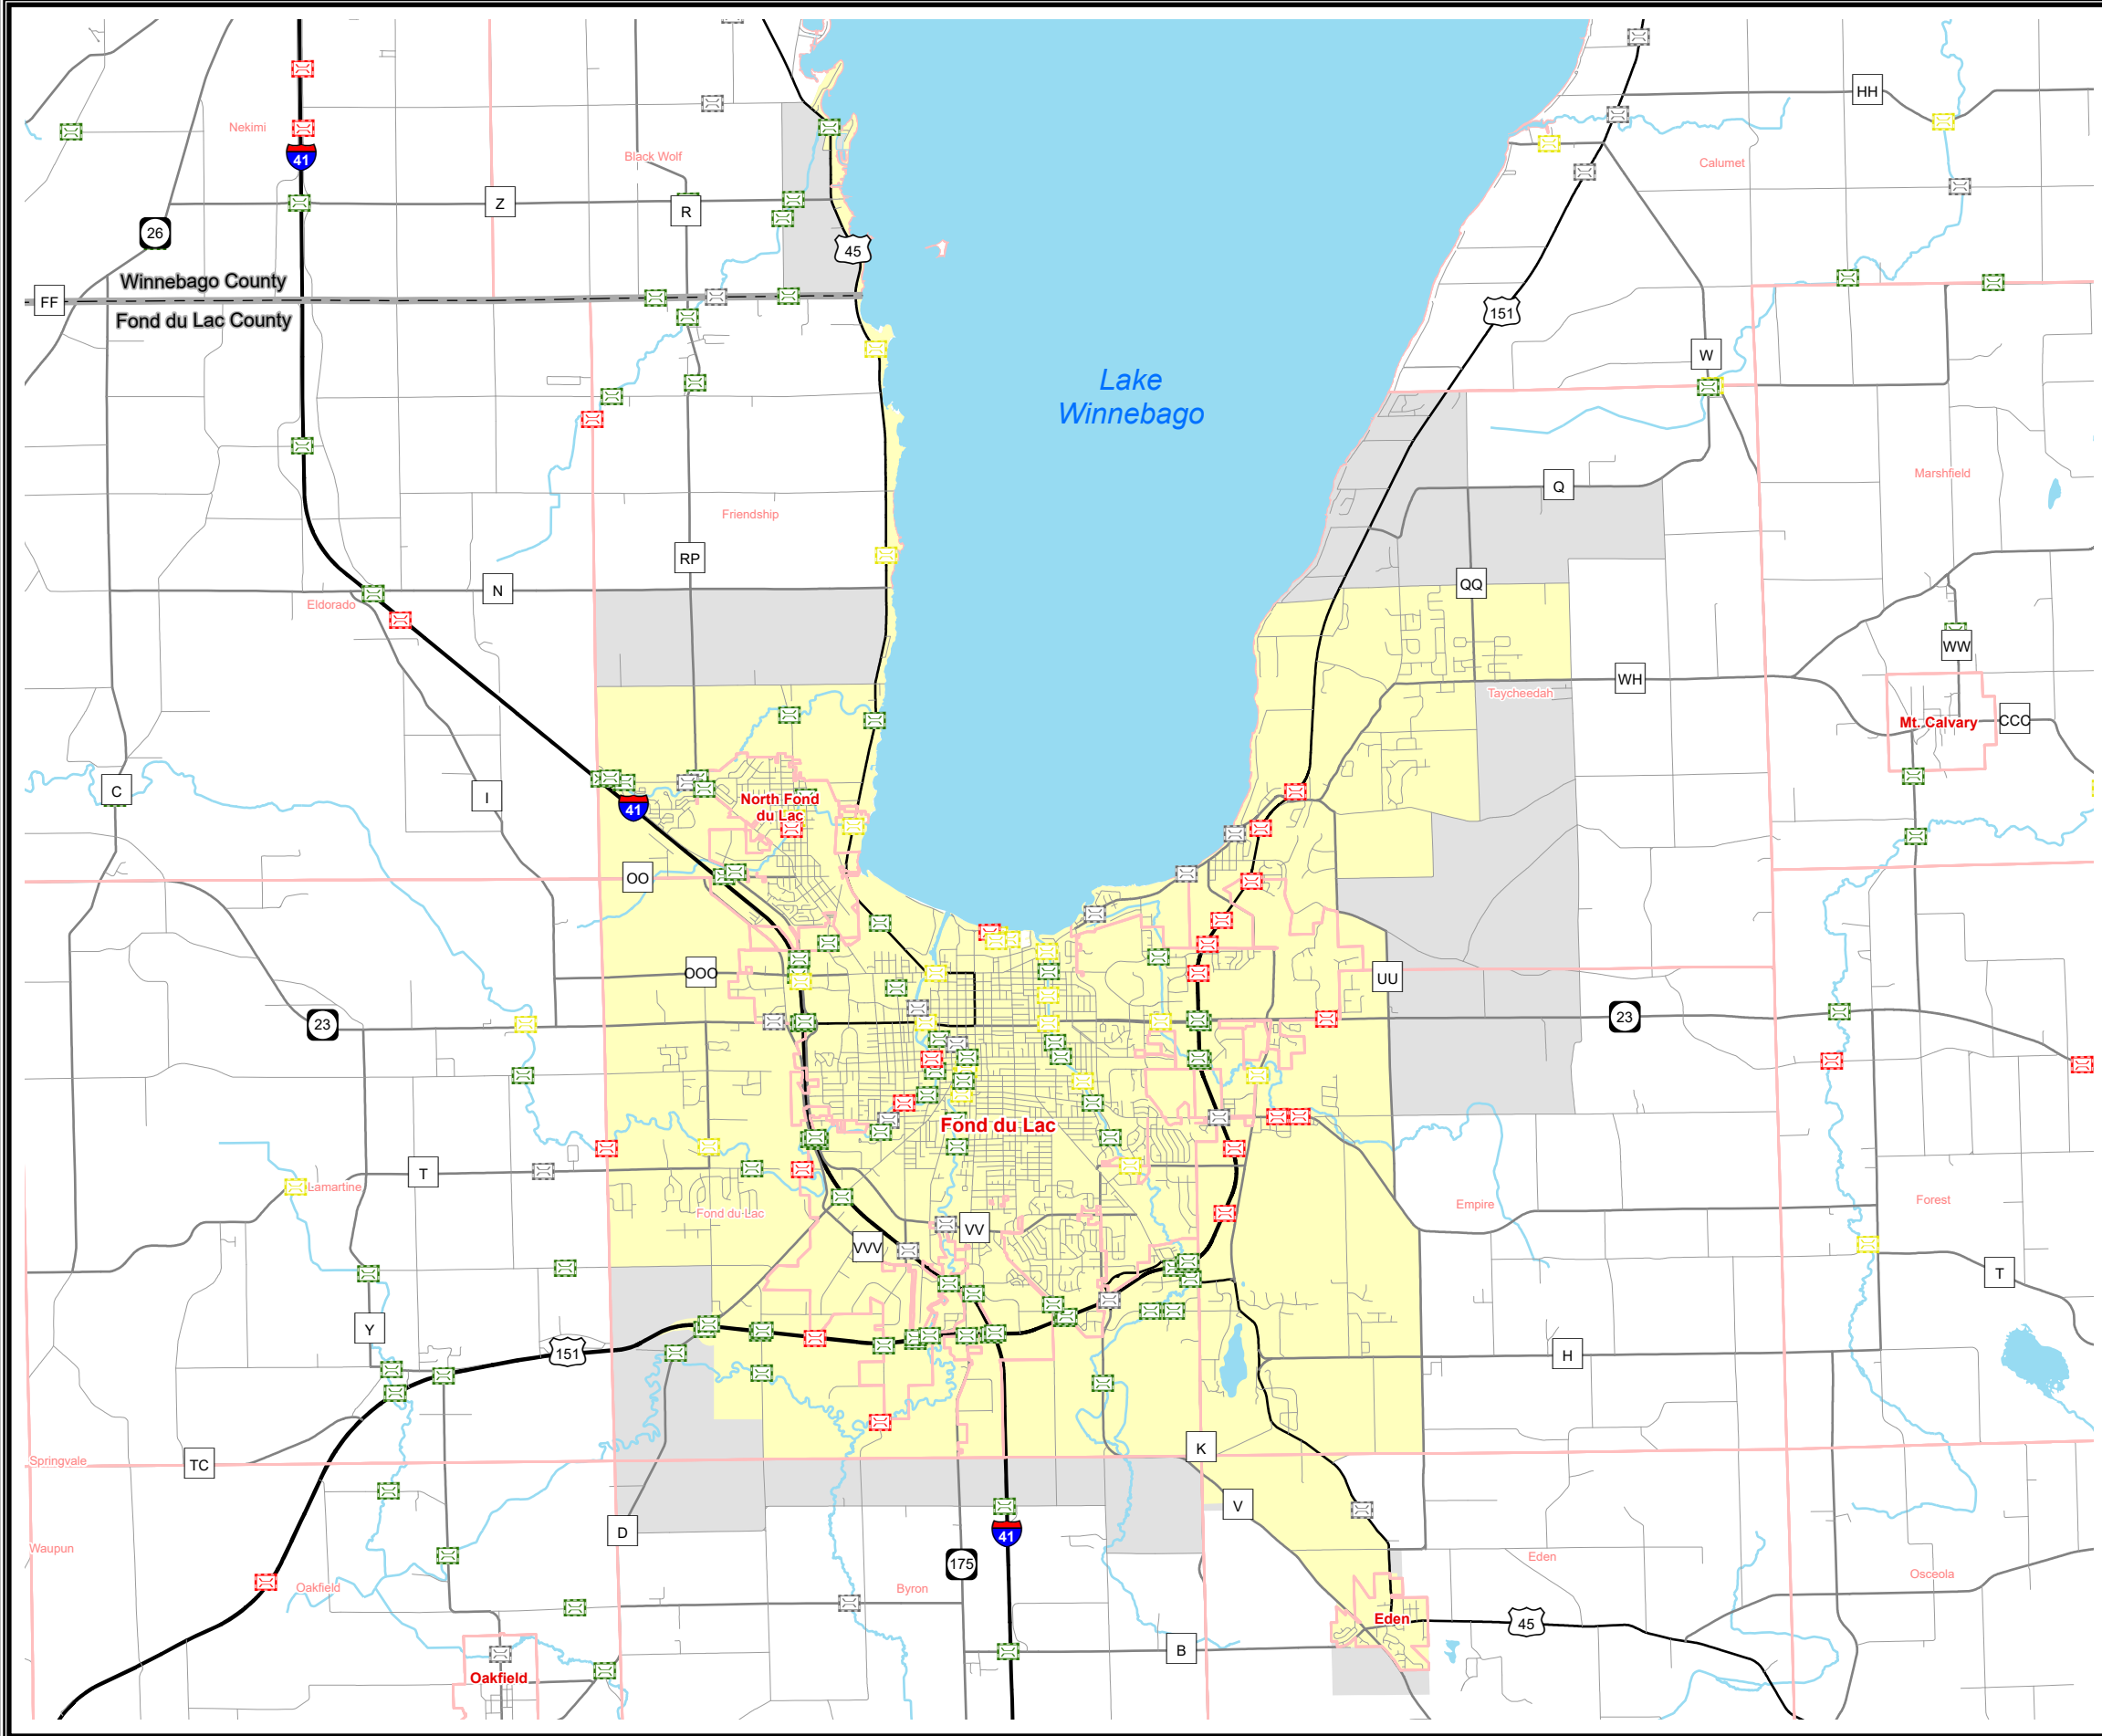 HH
Nekimi
41
Black Wolf
Calumet
Z
R
26
45
Winnebago County
FF
Fond du Lac County
151
W
Lake
Winnebago
Marshfield
Q
Friendship
RP
N
QQ
Eldorado
WW
WH
Taycheedah
Mt. Calvary
CCC
C
I
41
North Fond
du Lac
OO
OOO
UU
23
23
Fond du Lac
T
Lamartine
Fond du Lac
Empire
Forest
VV
VVV
T
Y
151
H
K
Springvale
TC
V
D
41
Waupun
175
Eden
Oakfield
Byron
Osceola
Eden
45
B
Oakfield